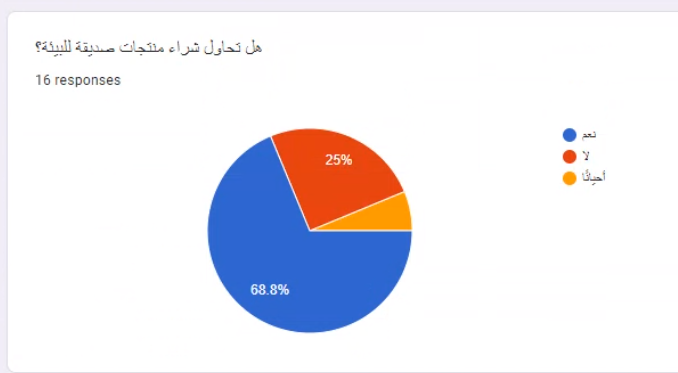 هل تحاول شراء منتجات صديقة للبيئة؟
16 responses
25%
68.8%
نعم
لا
أحيانًا